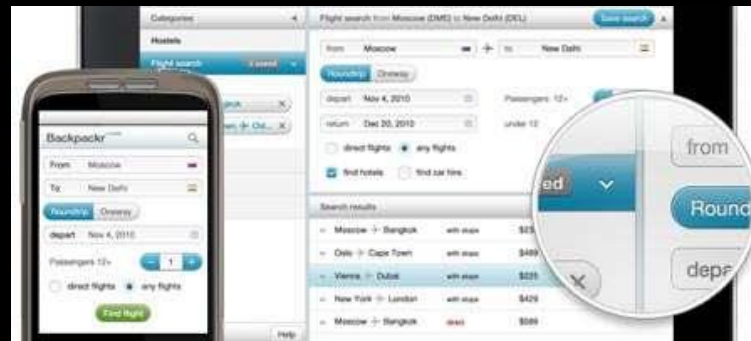 Categories
Hostels
Flight search
Help
Flight search from Moscow (DME) to New Delhi (DEL)
Save search
from Moscow
to New Delhi
Roundtrip Oneway
depart Nov 4, 2010
Passengers 12+
return Dec 20, 2010
under 12
direct flights any flights
find hotels find car hire
Search results
Moscow Bangkok with stops
Oslo Cape Town with stops
Vienna Dubai with stops $225
New York London with stops $429
Moscow Bangkok direct
Backpackr
From Moscow
To New Delhi
Roundtrip Oneway
depart Nov 4, 2010
Passengers 12+ 1
direct flights any flights
Find flight
ed
from
Round
depa